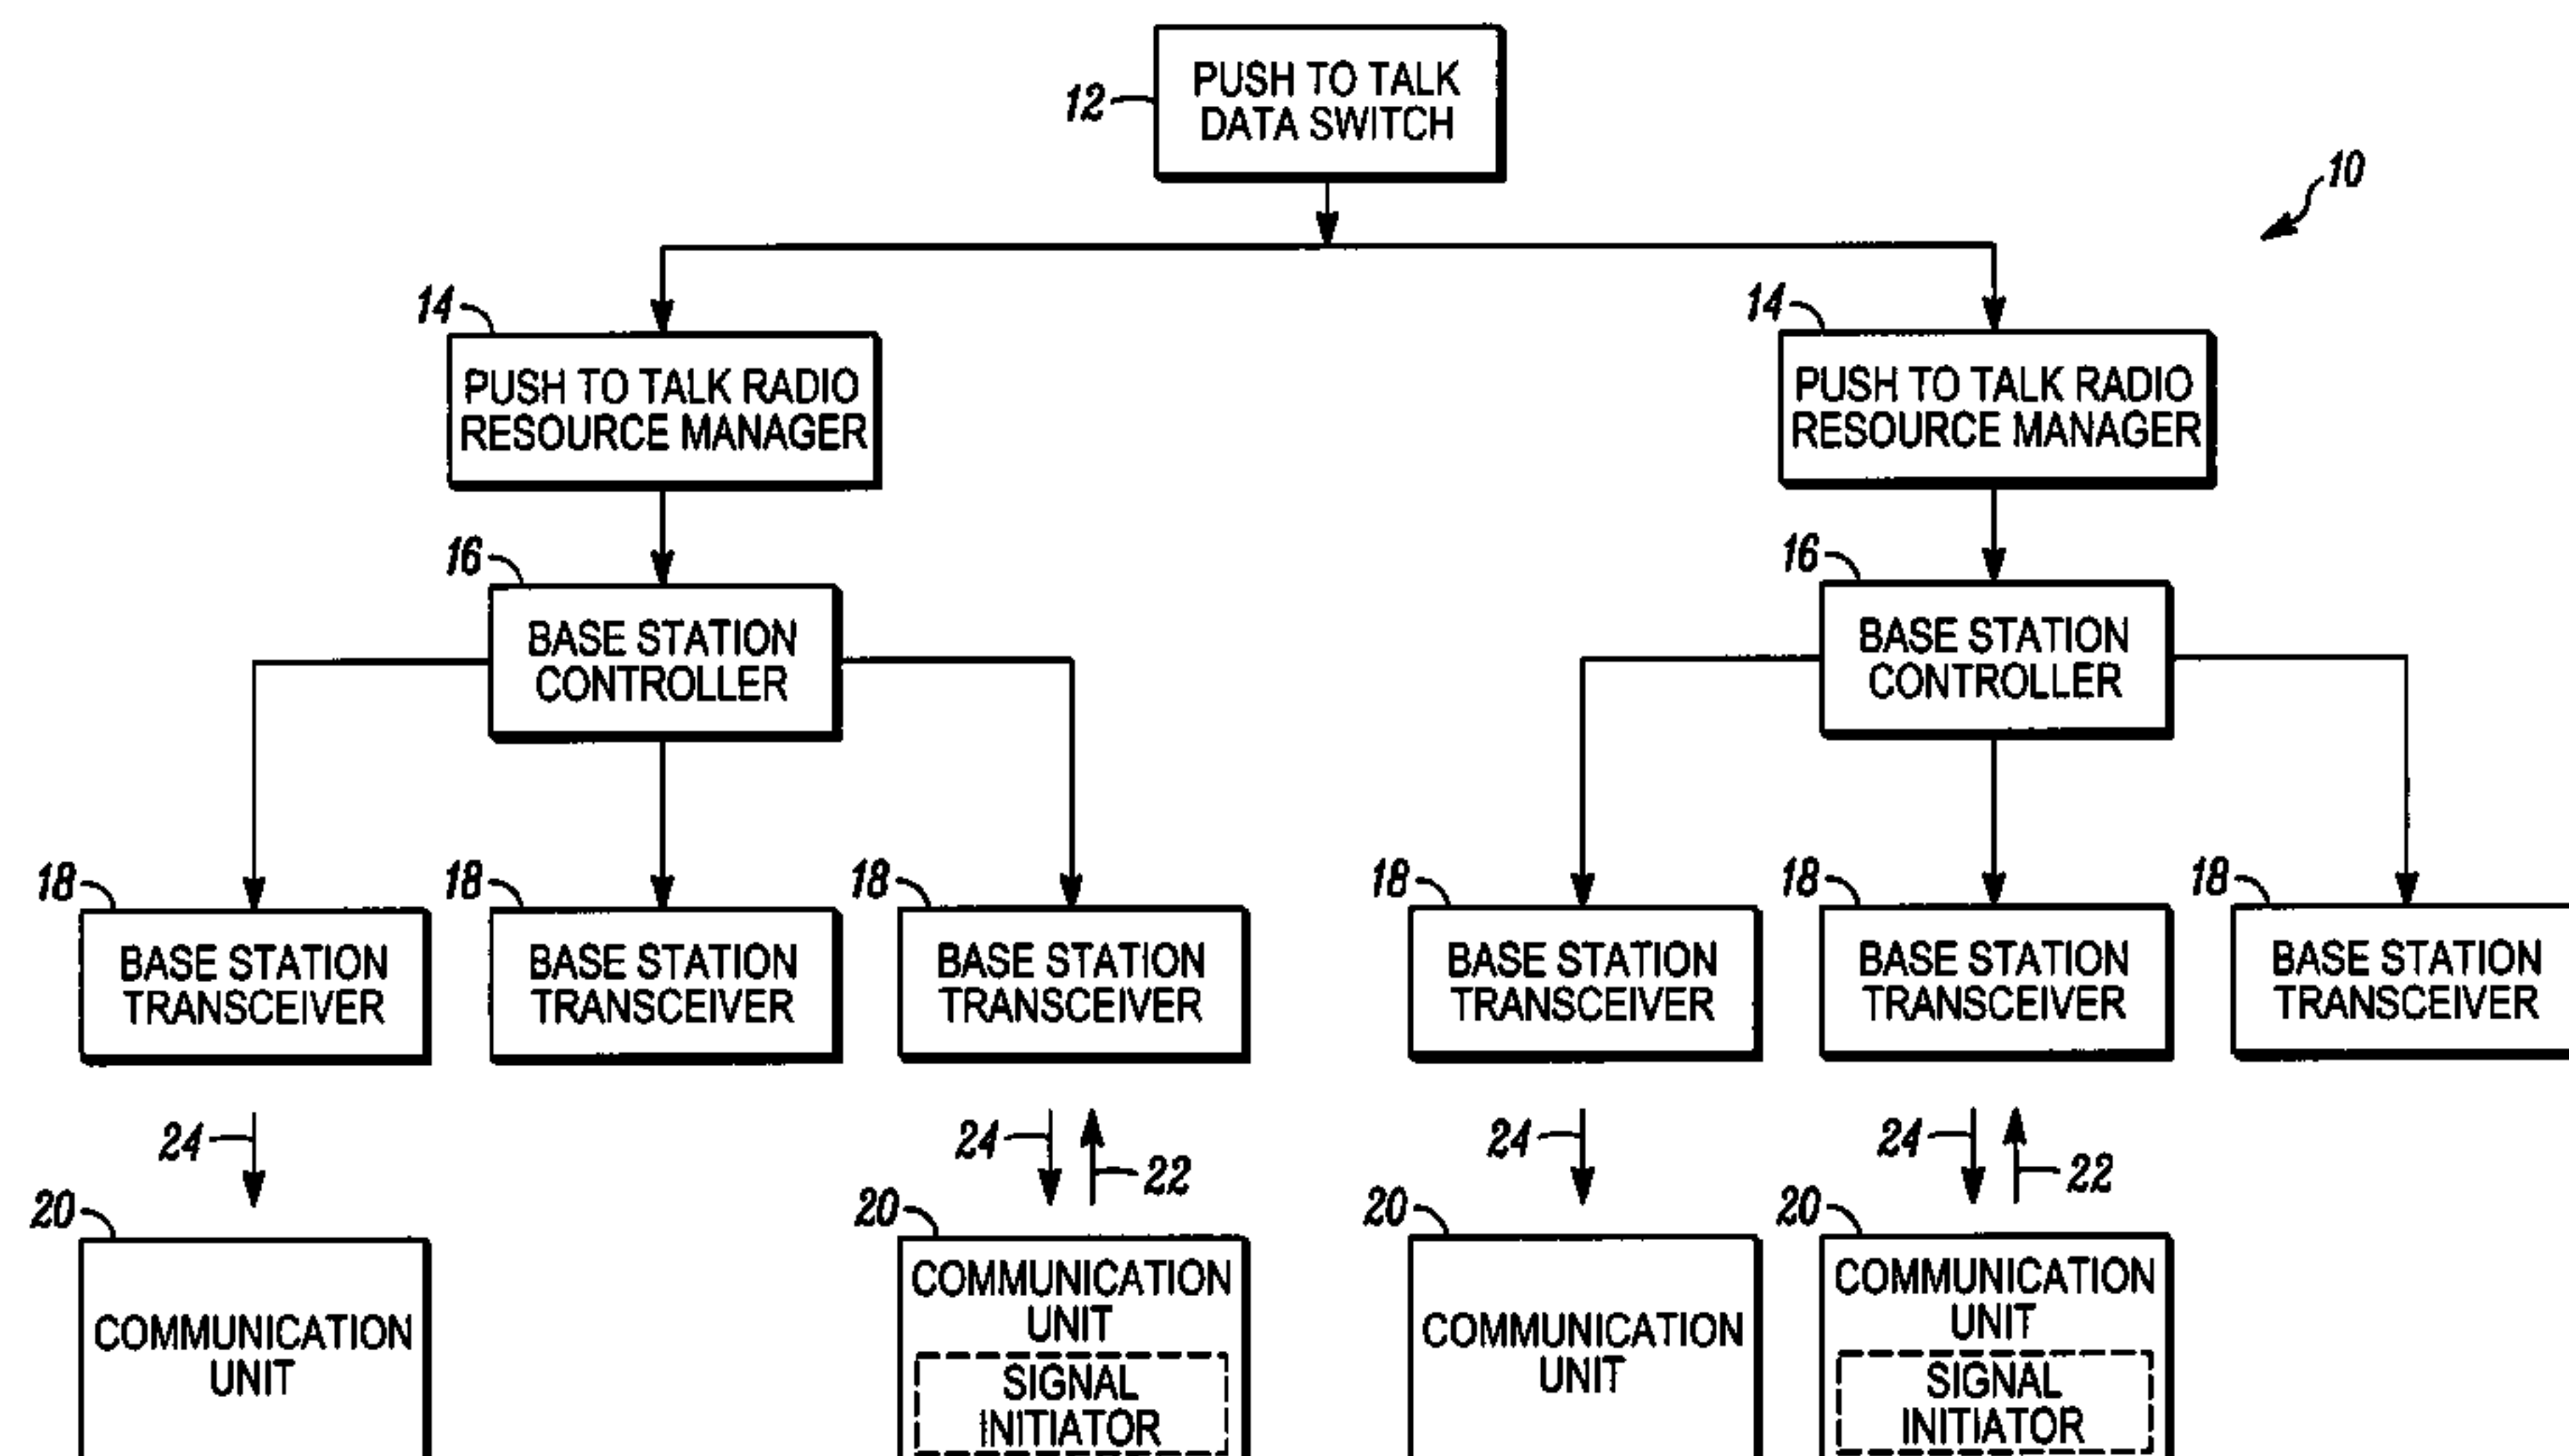 PUSH TO TALK
DATA SWITCH
12
10
14
14
PUSH TO TALK RADIO
RESOURCE MANAGER
PUSH TO TALK RADIO
RESOURCE MANAGER
16
16
BASE STATION
CONTROLLER
BASE STATION
CONTROLLER
18
18
18
18
18
18
BASE STATION
TRANSCEIVER
BASE STATION
TRANSCEIVER
BASE STATION
TRANSCEIVER
BASE STATION
TRANSCEIVER
BASE STATION
TRANSCEIVER
BASE STATION
TRANSCEIVER
24
24
22
24
24
22
20
20
20
20
COMMUNICATION
UNIT
COMMUNICATION
UNIT
SIGNAL
INITIATOR
COMMUNICATION
UNIT
COMMUNICATION
UNIT
SIGNAL
INITIATOR